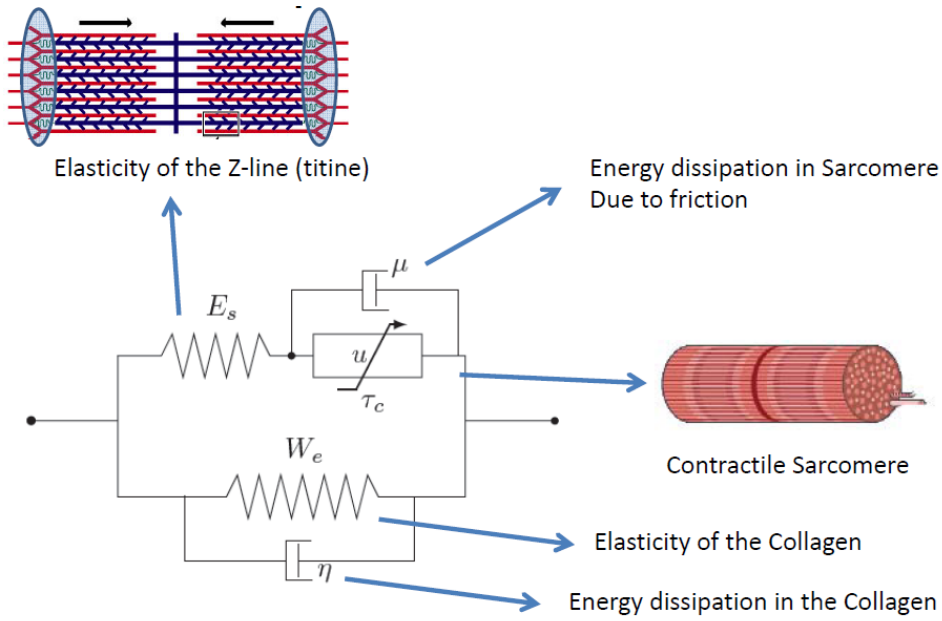 Elasticity of the Z-line (titine)
Energy dissipation in Sarcomere
Due to friction
μ
E_s
u
τ_c
W_e
Contractile Sarcomere
Elasticity of the Collagen
η
Energy dissipation in the Collagen